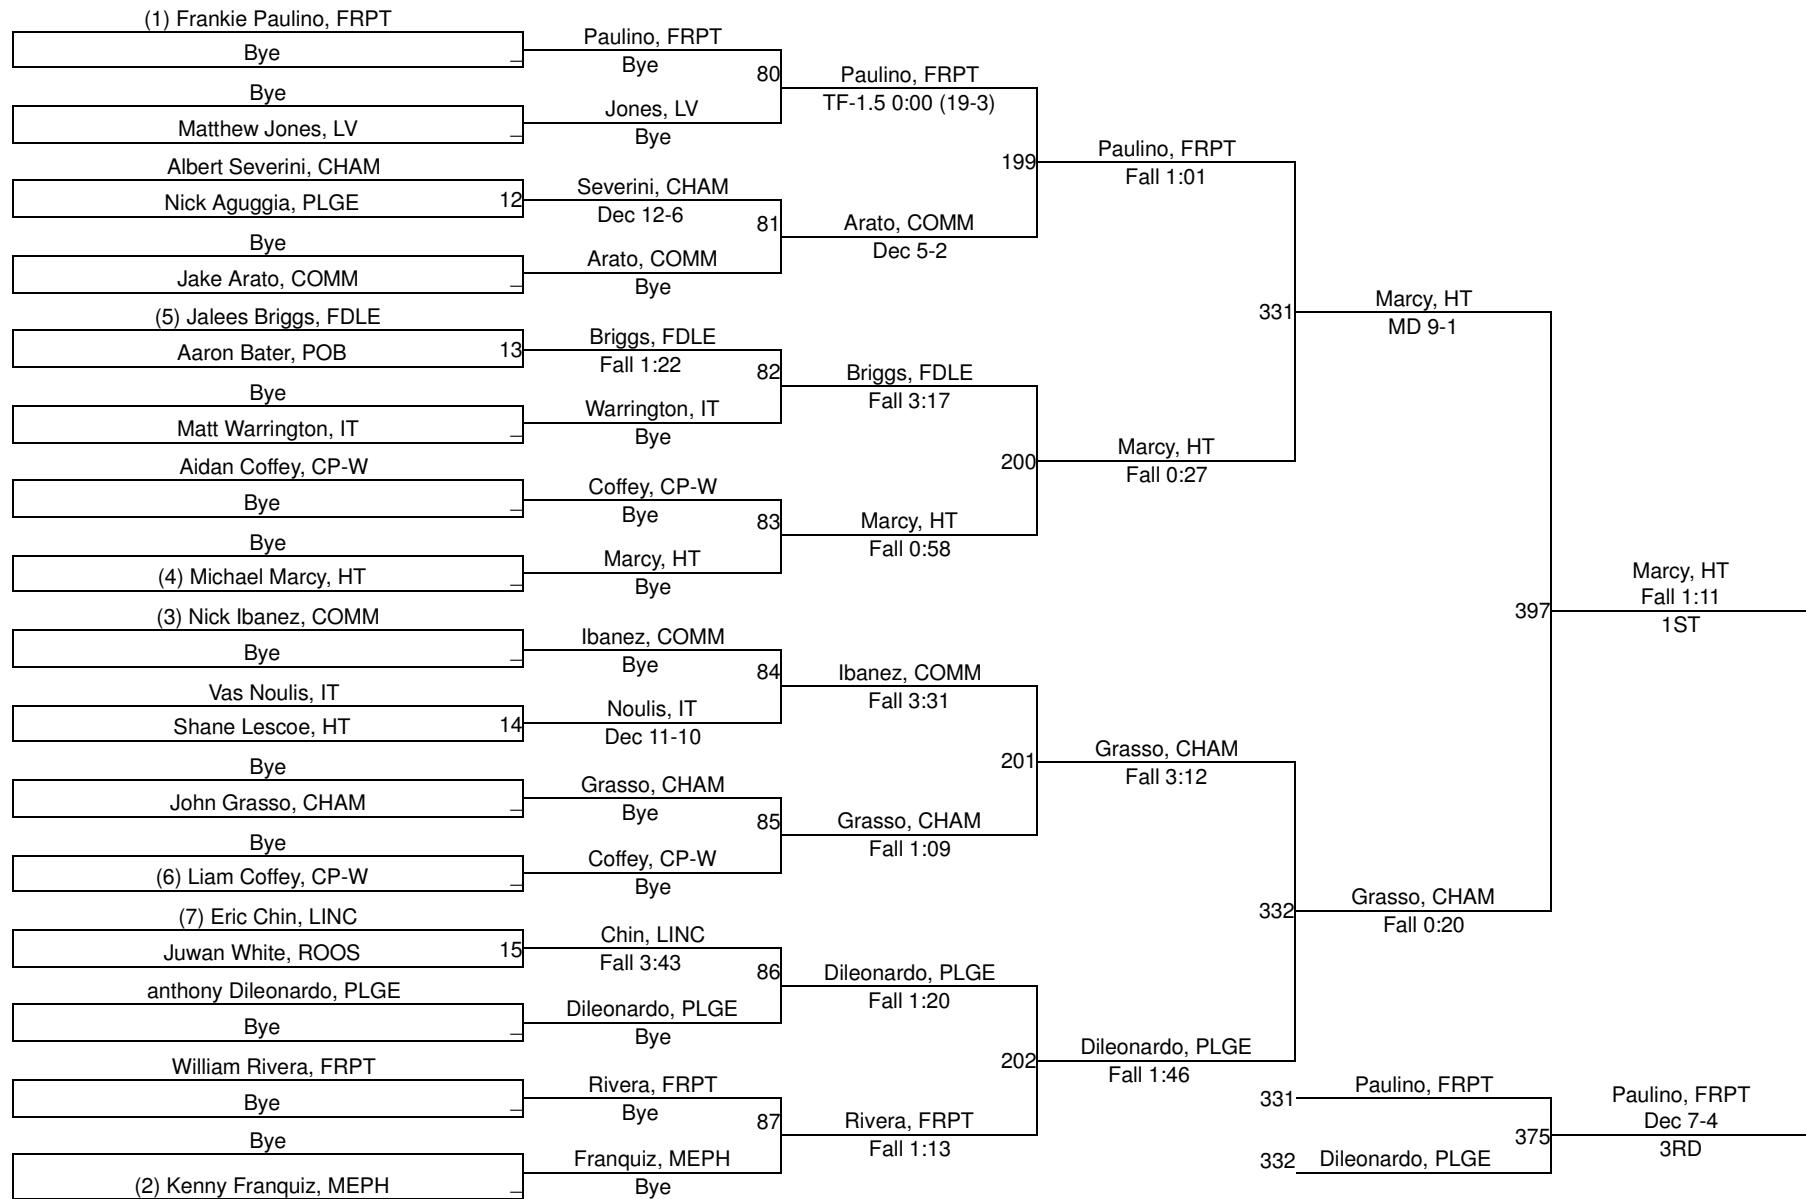 (1) Frankie Paulino, FRPT
Bye
Bye
Matthew Jones, LV
Albert Severini, CHAM
Nick Aguggia, PLGE
12
Bye
Jake Arato, COMM
(5) Jalees Briggs, FDLE
Aaron Bater, POB
13
Bye
Matt Warrington, IT
Aidan Coffey, CP-W
Bye
Bye
(4) Michael Marcy, HT
(3) Nick Ibanez, COMM
Bye
Vas Noulis, IT
Shane Lescoe, HT
14
Bye
John Grasso, CHAM
Bye
(6) Liam Coffey, CP-W
(7) Eric Chin, LINC
Juwan White, ROOS
15
anthony Dileonardo, PLGE
Bye
William Rivera, FRPT
Bye
Bye
(2) Kenny Franquiz, MEPH
Paulino, FRPT
Bye
80
Jones, LV
Bye
Severini, CHAM
Dec 12-6
81
Arato, COMM
Bye
Briggs, FDLE
Fall 1:22
82
Warrington, IT
Bye
Coffey, CP-W
Bye
83
Marcy, HT
Bye
Ibanez, COMM
Bye
84
Noulis, IT
Dec 11-10
Grasso, CHAM
Bye
85
Coffey, CP-W
Bye
Chin, LINC
Fall 3:43
86
Dileonardo, PLGE
Bye
Rivera, FRPT
Bye
87
Franquiz, MEPH
Bye
Paulino, FRPT
TF-1.5 0:00 (19-3)
199
Arato, COMM
Dec 5-2
Briggs, FDLE
Fall 3:17
200
Marcy, HT
Fall 0:58
Ibanez, COMM
Fall 3:31
201
Grasso, CHAM
Fall 1:09
Dileonardo, PLGE
Fall 1:20
202
Rivera, FRPT
Fall 1:13
Paulino, FRPT
Fall 1:01
331
Marcy, HT
Fall 0:27
Grasso, CHAM
Fall 3:12
332
Dileonardo, PLGE
Fall 1:46
Marcy, HT
MD 9-1
397
Grasso, CHAM
Fall 0:20
Marcy, HT
Fall 1:11
1ST
331
Paulino, FRPT
375
332
Dileonardo, PLGE
Paulino, FRPT
Dec 7-4
3RD